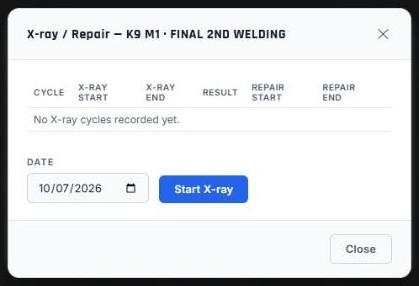 X-ray / Repair — K9 M1 · FINAL 2ND WELDING
CYCLE X-RAY START X-RAY END RESULT REPAIR START REPAIR END
No X-ray cycles recorded yet.
DATE
10/07/2026 Start X-ray
Close